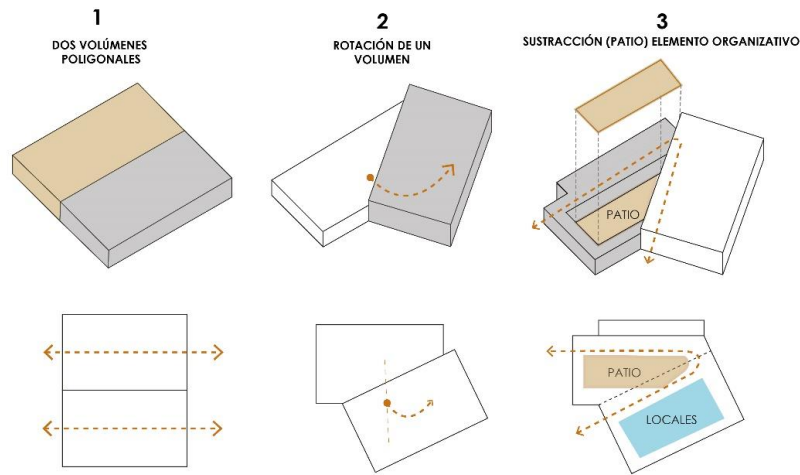 1
DOS VOLÚMENES
POLIGONALES
2
ROTACIÓN DE UN
VOLUMEN
3
SUSTRACCIÓN (PATIO) ELEMENTO ORGANIZATIVO
PATIO
PATIO
LOCALES